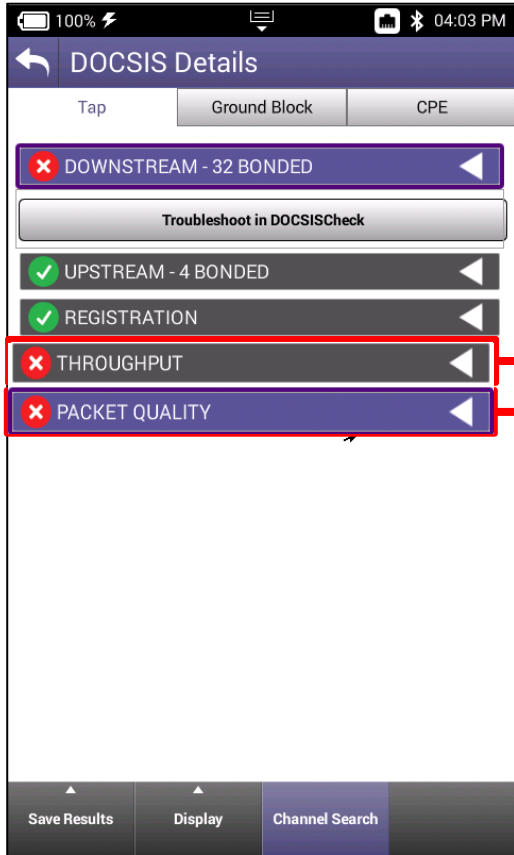 100% 04:03 PM
DOCSIS Details
Tap Ground Block CPE
DOWNSTREAM - 32 BONDED
Troubleshoot in DOCSISCheck
UPSTREAM - 4 BONDED
REGISTRATION
THROUGHPUT
PACKET QUALITY
Save Results Display Channel Search